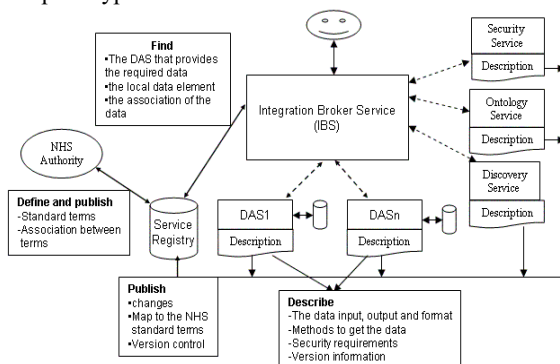 Find
•The DAS that provides
the required data
•the local data element
•the association of the
data
Integration Broker Service
(IBS)
Security
Service
Description
Ontology
Service
Description
Discovery
Service
Description
NHS
Authority
Define and publish
-Standard terms
-Association between
terms
Service
Registry
DAS1
Description
DASn
Description
Publish
•changes
•Map to the NHS
standard terms
•Version control
Describe
-The data input, output and format
-Methods to get the data
-Security requirements
-Version information